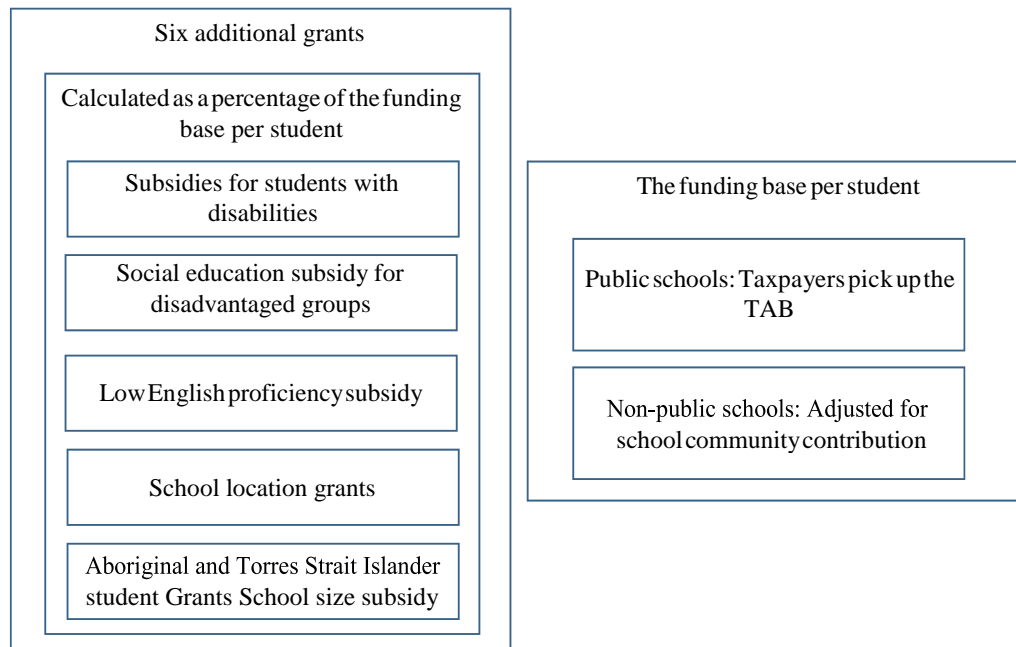 Six additional grants
Calculated as a percentage of the funding
base per student
Subsidies for students with
disabilities
Social education subsidy for
disadvantaged groups
Low English proficiency subsidy
School location grants
Aboriginal and Torres Strait Islander
student Grants School size subsidy
The funding base per student
Public schools: Taxpayers pick up the
TAB
Non-public schools: Adjusted for
school community contribution